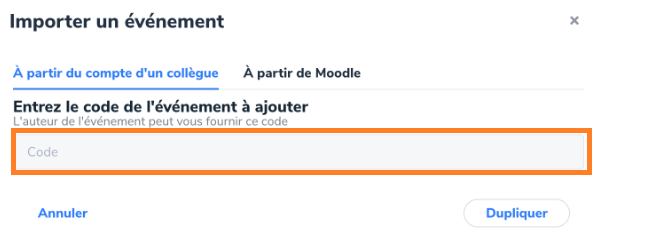 Importer un événement
×
À partir du compte d'un collègue
À partir de Moodle
Entrez le code de l'événement à ajouter
L'auteur de l'événement peut vous fournir ce code
Code
Annuler
Dupliquer